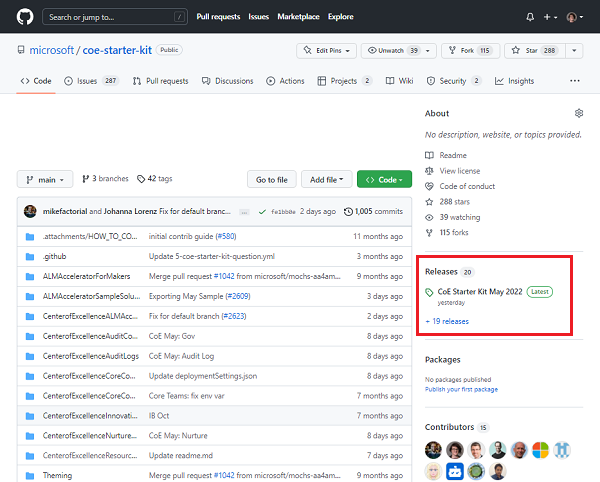 Search or jump to... / Pull requests Issues Marketplace Explore
microsoft / coe-starter-kit Public Edit Pins Unwatch 39 Fork 115 Star 288
Code Issues 287 Pull requests Discussions Actions Projects 2 Wiki Security 2 Insights ...
About
No description, website, or topics provided.
Readme
View license
Code of conduct
288 stars
39 watching
115 forks
main 3 branches 42 tags Go to file Add file Code
mikefactorial and Johanna Lorenz Fix for default branc... ... 2 days ago 1,005 commits
.attachments/HOW_TO_CO... initial contrib guide (#580) 11 months ago
.github Update 5-coe-starter-kit-question.yml 3 months ago
ALMAcceleratorForMakers Merge pull request #1042 from microsoft/mochs-aa4am... 7 months ago
ALMAcceleratorSampleSolu... Exporting May Sample (#2609) 3 days ago
CenterofExcellenceALMAcc... Fix for default branch (#2623) 2 days ago
CenterofExcellenceAuditCo... CoE May: Gov 8 days ago
CenterofExcellenceAuditLogs CoE May: Audit Log 8 days ago
CenterofExcellenceCoreCom... Update deploymentSettings.json 8 days ago
CenterofExcellenceCoreCo... Core Teams: fix env var 7 months ago
CenterofExcellenceInnovati... IB Oct 7 months ago
CenterofExcellenceNurture... CoE May: Nurture 8 days ago
CenterofExcellenceResourc... Update readme.md 7 days ago
Theming Merge pull request #1042 from microsoft/mochs-aa4am... 7 months ago
Releases 20
CoE Starter Kit May 2022 Latest
yesterday
+ 19 releases
Packages
No packages published
Publish your first package
Contributors 15